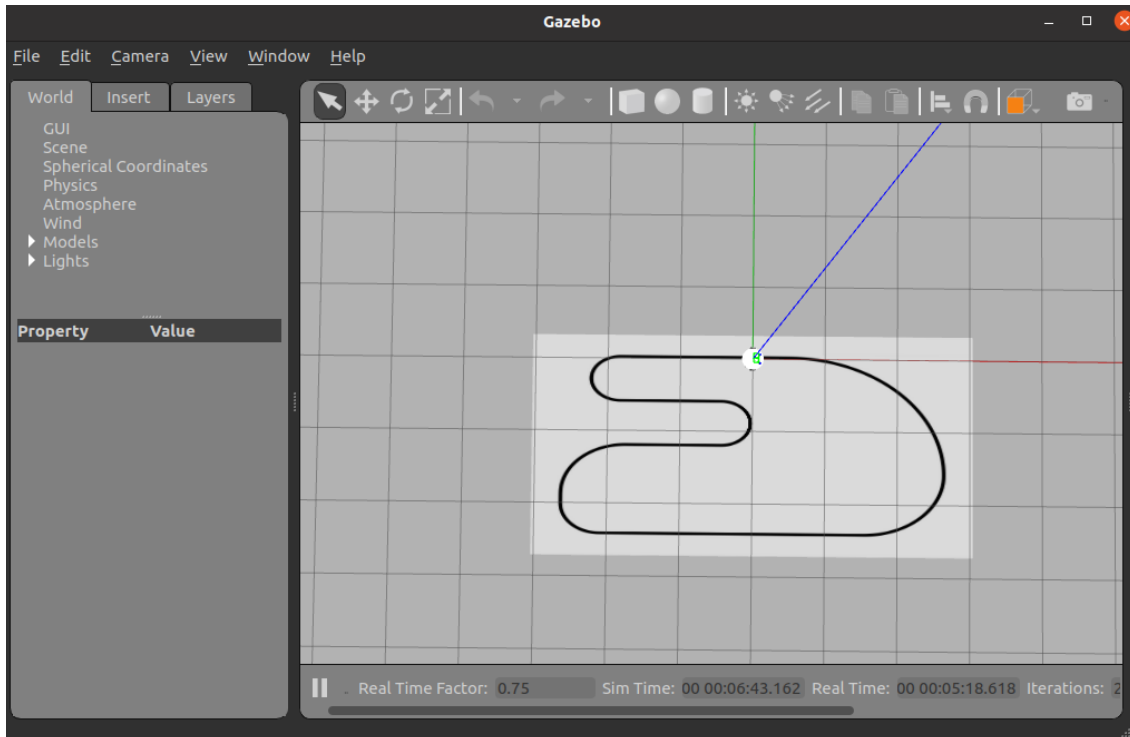 Gazebo
File Edit Camera View Window Help
World Insert Layers
GUI
Scene
Spherical Coordinates
Physics
Atmosphere
Wind
Models
Lights
Property Value
Real Time Factor: 0.75 Sim Time: 00 00:06:43.162 Real Time: 00 00:05:18.618 Iterations: 2